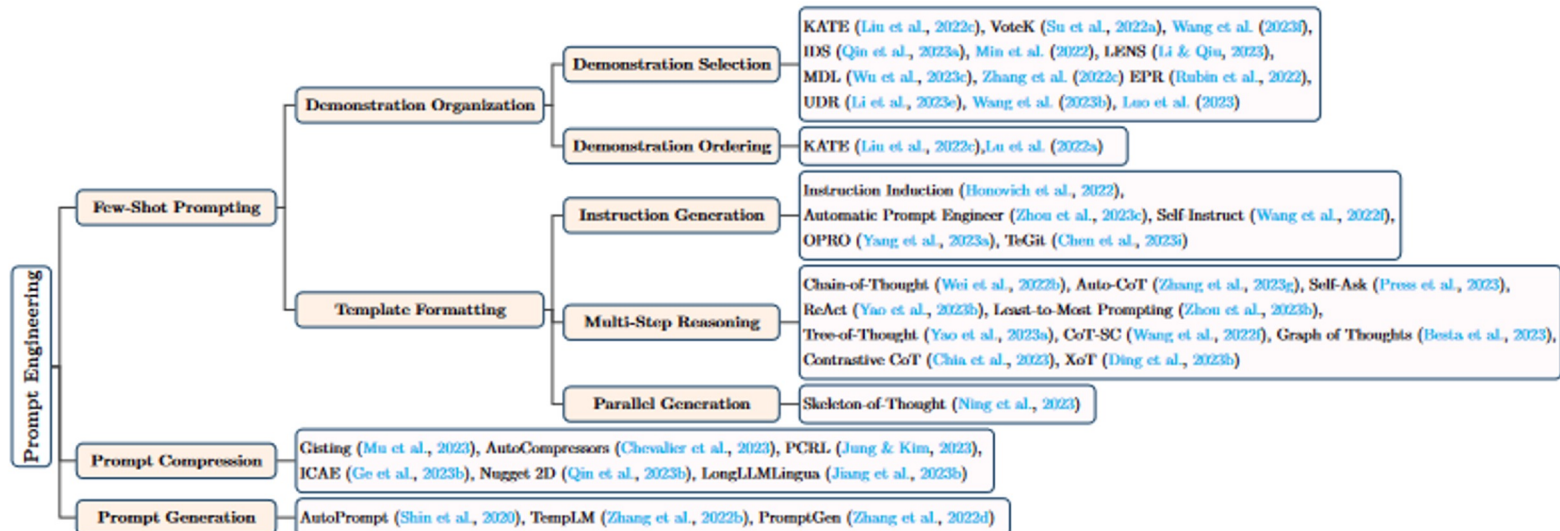 Prompt Engineering
Few-Shot Prompting
Demonstration Organization
Demonstration Selection
KATE (Liu et al., 2022c), VoteK (Su et al., 2022a), Wang et al. (2023f),
IDS (Qin et al., 2023a), Min et al. (2022), LENS (Li & Qiu, 2023),
MDL (Wu et al., 2023c), Zhang et al. (2022c) EPR (Rubin et al., 2022),
UDR (Li et al., 2023e), Wang et al. (2023b), Luo et al. (2023)
Demonstration Ordering
KATE (Liu et al., 2022c),Lu et al. (2022a)
Template Formatting
Instruction Generation
Instruction Induction (Honovich et al., 2022),
Automatic Prompt Engineer (Zhou et al., 2023c), Self-Instruct (Wang et al., 2022f),
OPRO (Yang et al., 2023a), TeGit (Chen et al., 2023i)
Multi-Step Reasoning
Chain-of-Thought (Wei et al., 2022b), Auto-CoT (Zhang et al., 2023g), Self-Ask (Press et al., 2023),
ReAct (Yao et al., 2023b), Least-to-Most Prompting (Zhou et al., 2023b),
Tree-of-Thought (Yao et al., 2023a), CoT-SC (Wang et al., 2022f), Graph of Thoughts (Besta et al., 2023),
Contrastive CoT (Chia et al., 2023), XoT (Ding et al., 2023b)
Parallel Generation
Skeleton-of-Thought (Ning et al., 2023)
Prompt Compression
Gisting (Mu et al., 2023), AutoCompressors (Chevalier et al., 2023), PCRL (Jung & Kim, 2023),
ICAE (Ge et al., 2023b), Nugget 2D (Qin et al., 2023b), LongLLMLingua (Jiang et al., 2023b)
Prompt Generation
AutoPrompt (Shin et al., 2020), TempLM (Zhang et al., 2022b), PromptGen (Zhang et al., 2022d)